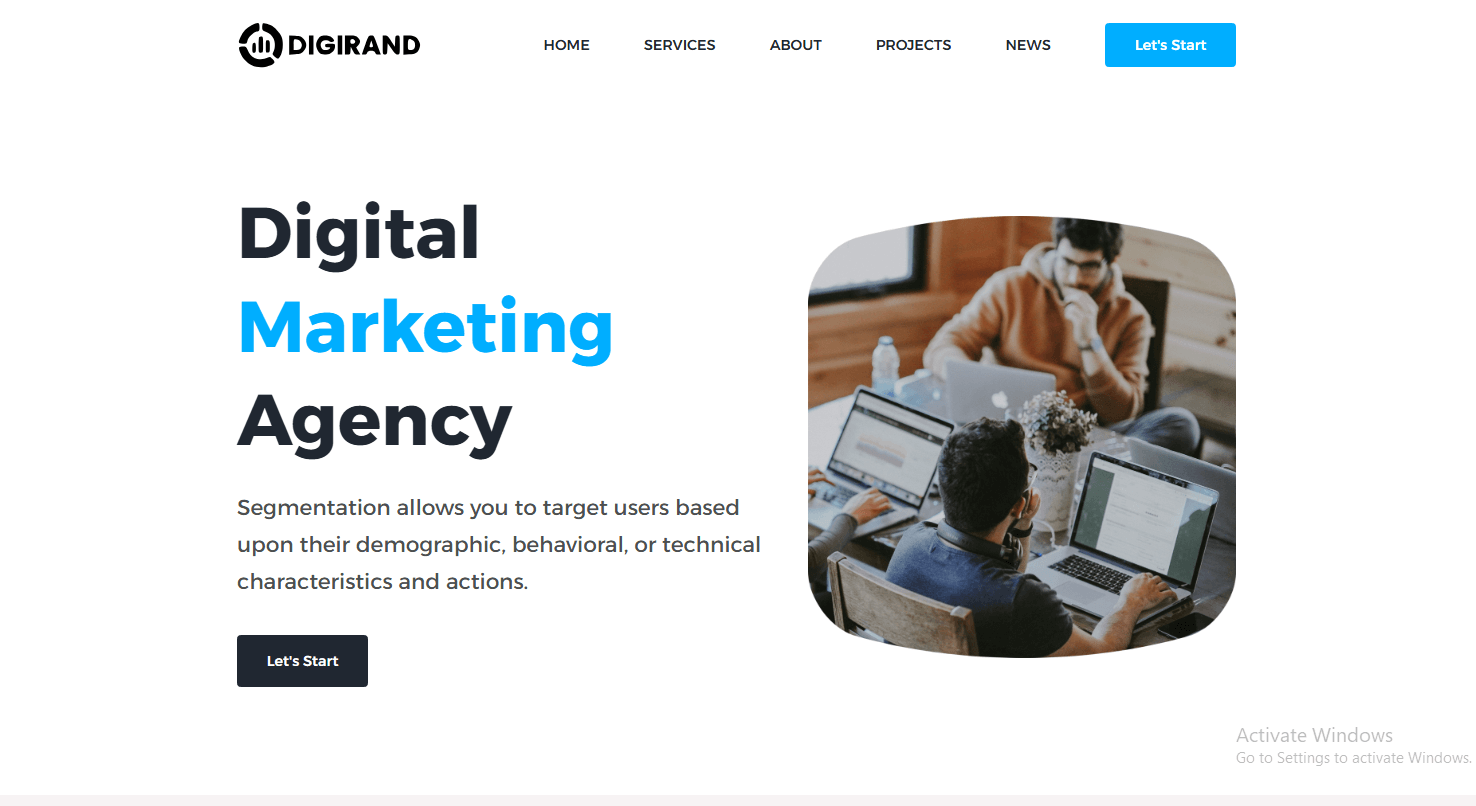 DIGIRAND
HOME SERVICES ABOUT PROJECTS NEWS Let's Start
Digital
Marketing
Agency
Segmentation allows you to target users based
upon their demographic, behavioral, or technical
characteristics and actions.
Let's Start
Activate Windows
Go to Settings to activate Windows.